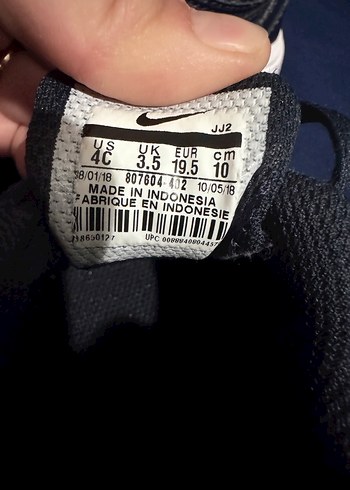 JJ2
US UK EUR cm
4C 3.5 19.5 10
08/01/18 807604-402 10/05/18
MADE IN INDONESIA
FABRIQUE EN INDONESIE
UPC